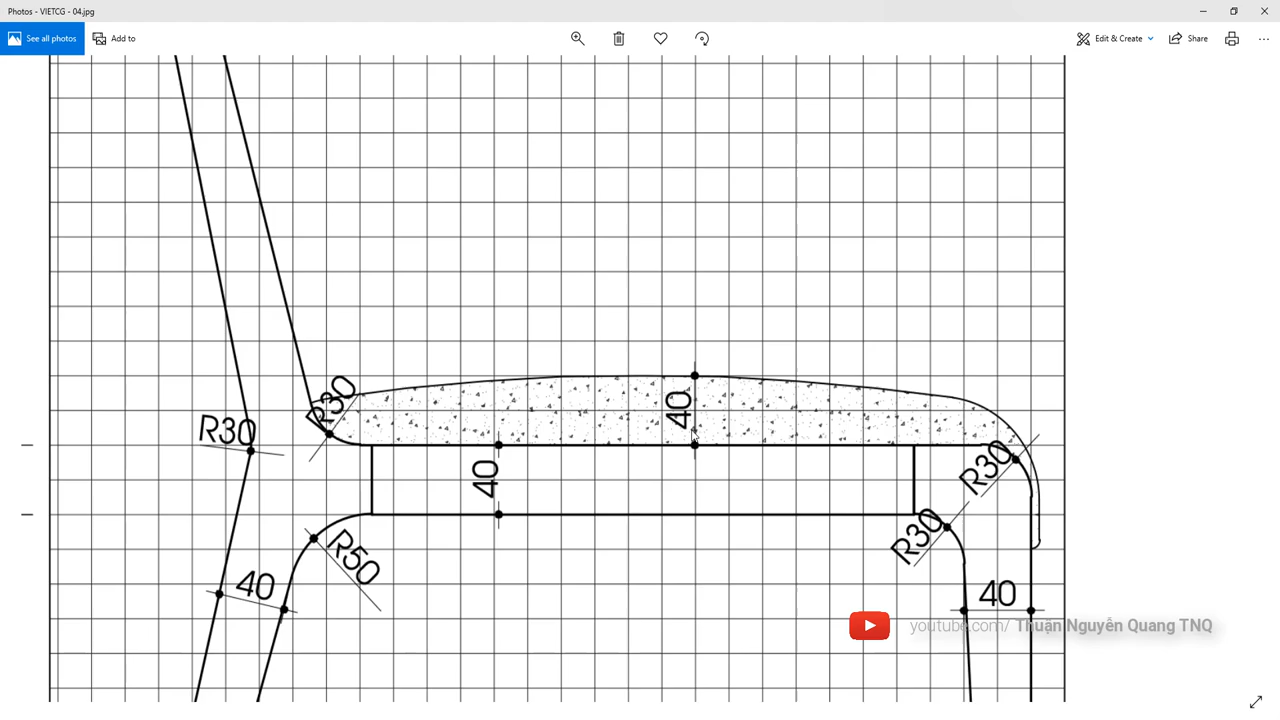 Photos - VIETCG - 04.jpg
See all photos
Add to
Edit & Create
Share
R30
40
R30
R30
40
R30
R50
40
40
youtube.com/ Thuận Nguyễn Quang TNQ